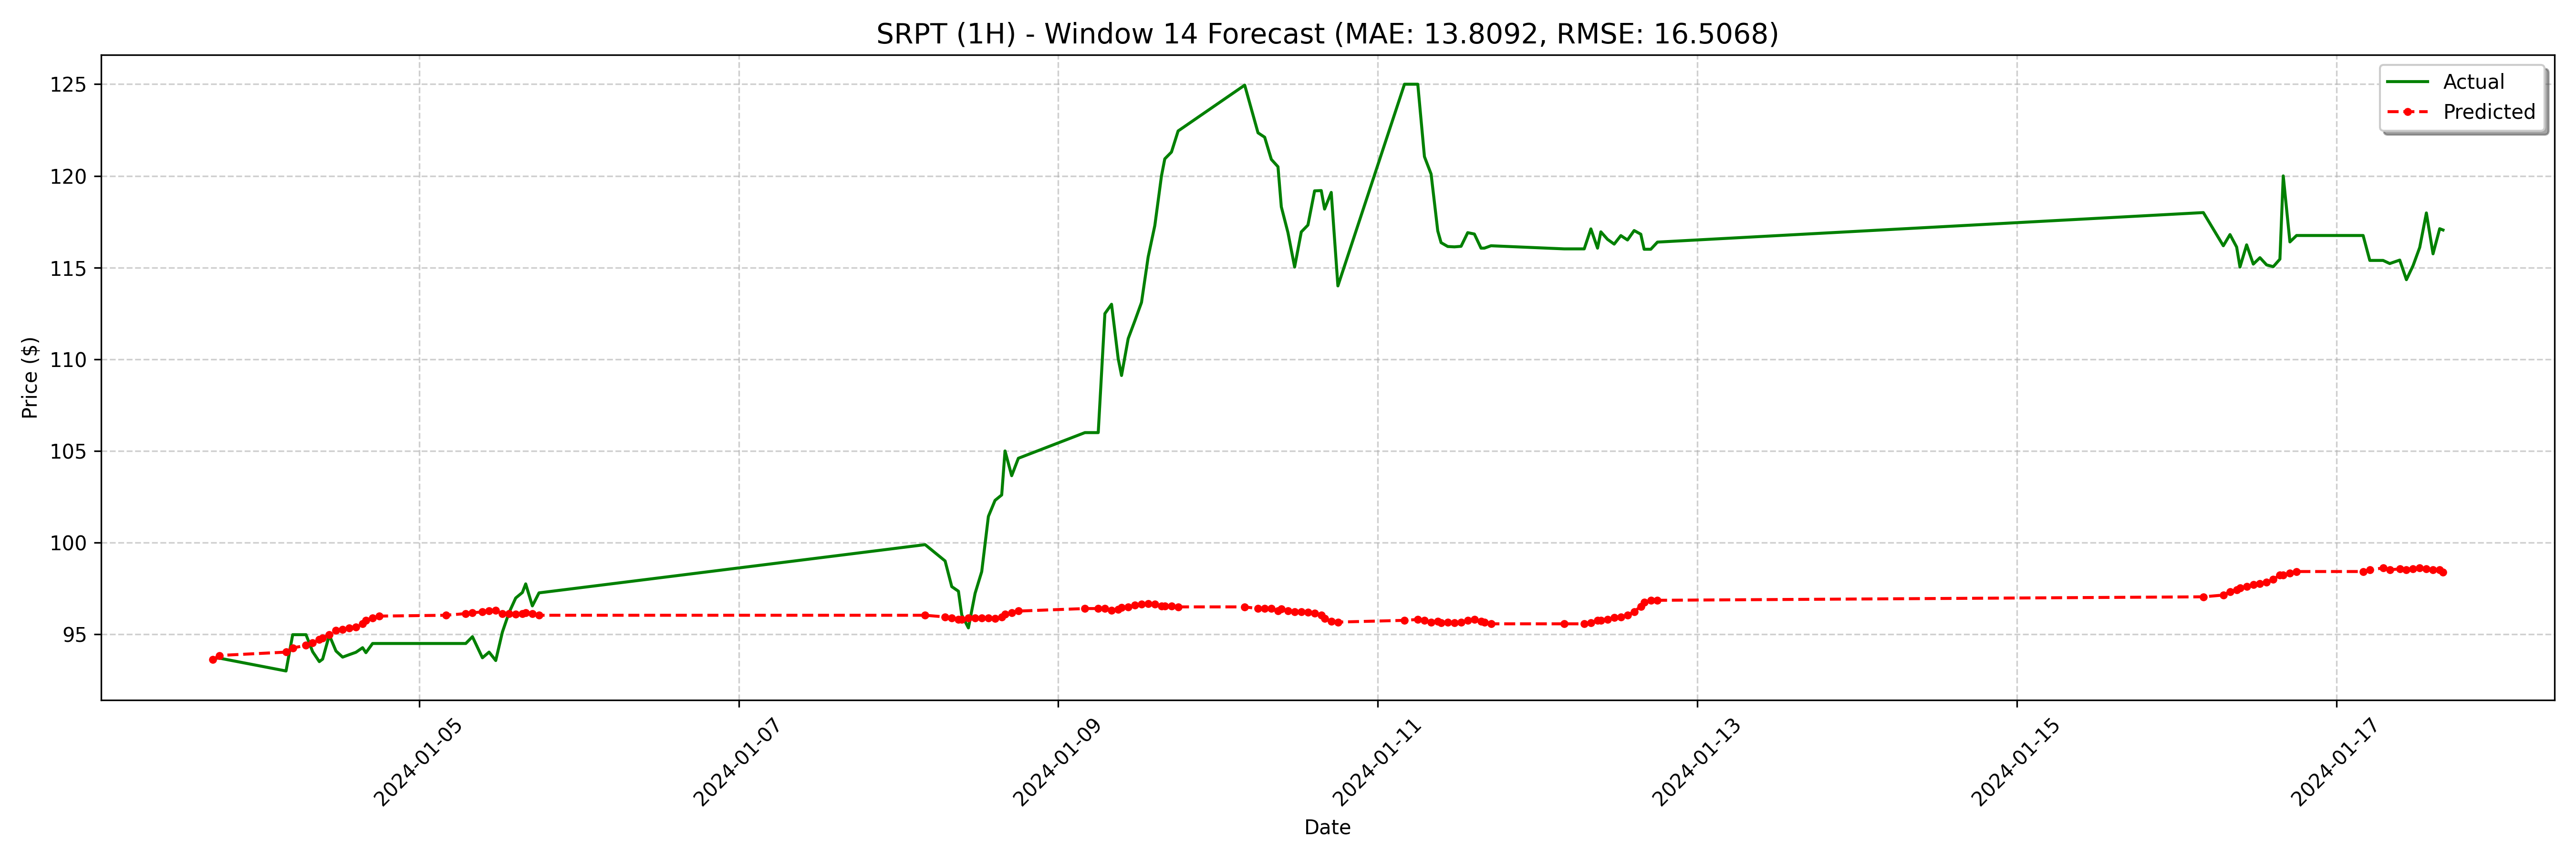 SRPT (1H) - Window 14 Forecast (MAE: 13.8092, RMSE: 16.5068)
Actual
Predicted
Price ($)
125
120
115
110
105
100
95
2024-01-05
2024-01-07
2024-01-09
2024-01-11
2024-01-13
2024-01-15
2024-01-17
Date